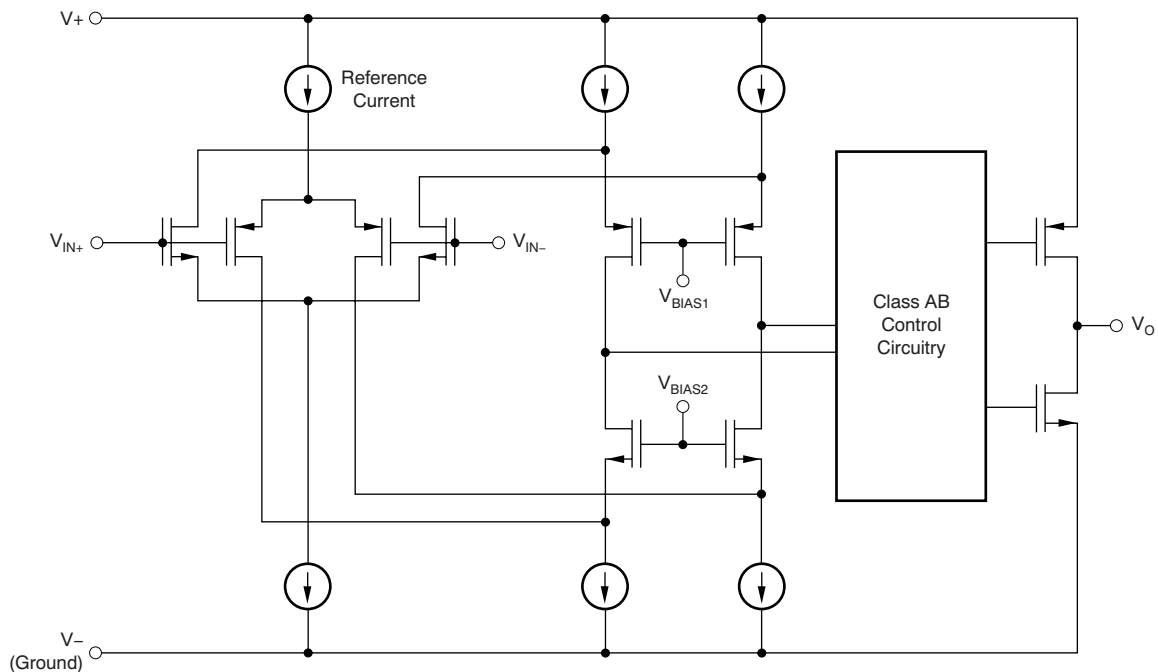 V+
Reference
Current
V_IN+
V_IN−
V_BIAS1
Class AB
Control
Circuitry
V_O
V_BIAS2
V−
(Ground)